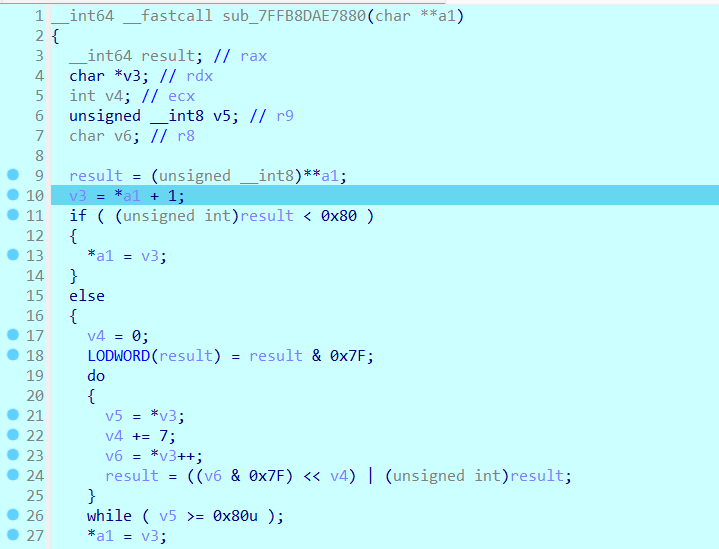 1 __int64 __fastcall sub_7FFB8DAE7880(char **a1)
2 {
3 __int64 result; // rax
4 char *v3; // rdx
5 int v4; // ecx
6 unsigned __int8 v5; // r9
7 char v6; // r8
8
9 result = (unsigned __int8)**a1;
10 v3 = *a1 + 1;
11 if ( (unsigned int)result < 0x80 )
12 {
13 *a1 = v3;
14 }
15 else
16 {
17 v4 = 0;
18 LODWORD(result) = result & 0x7F;
19 do
20 {
21 v5 = *v3;
22 v4 += 7;
23 v6 = *v3++;
24 result = ((v6 & 0x7F) << v4) | (unsigned int)result;
25 }
26 while ( v5 >= 0x80u );
27 *a1 = v3;